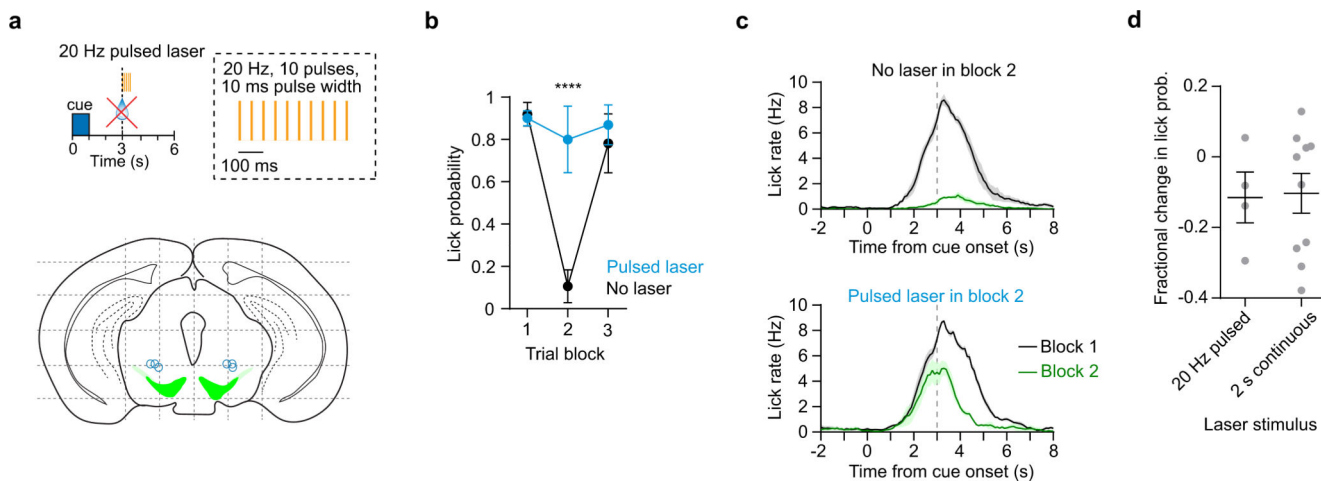 a
20 Hz pulsed laser
cue
0
3
6
Time (s)
20 Hz, 10 pulses,
10 ms pulse width
100 ms
b
****
Lick probability
1
0.8
0.6
0.4
0.2
0
Pulsed laser
No laser
1 2 3
Trial block
c
No laser in block 2
Lick rate (Hz)
10
8
6
4
2
0
-2 0 2 4 6 8
Time from cue onset (s)
Pulsed laser in block 2
Lick rate (Hz)
10
8
6
4
2
0
Block 1
Block 2
-2 0 2 4 6 8
Time from cue onset (s)
d
Fractional change in lick prob.
0.2
0
-0.2
-0.4
20 Hz pulsed
2 s continuous
Laser stimulus